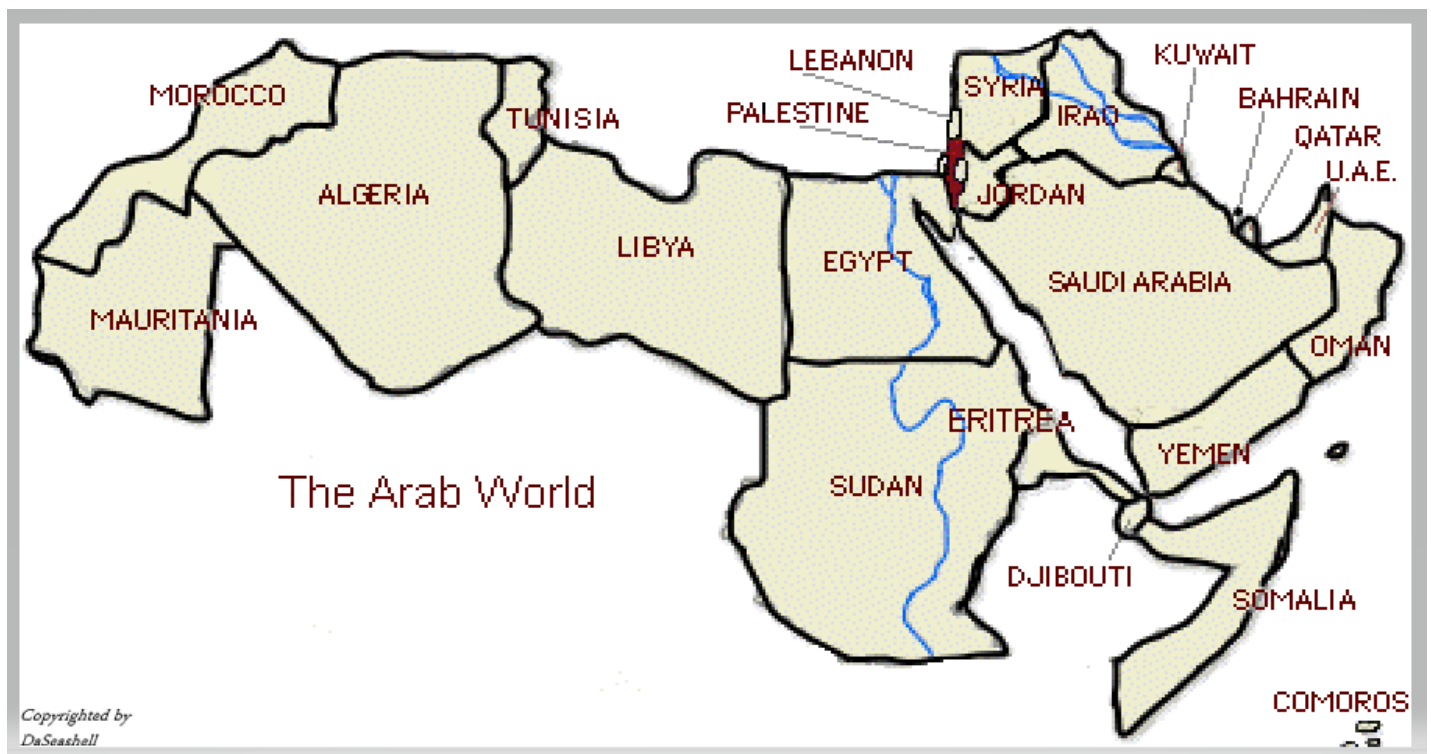 LEBANON
KUWAIT
SYRIA
MOROCCO
BAHRAIN
PALESTINE
TUNISIA
IRAQ
QATAR
U.A.E.
ALGERIA
JORDAN
LIBYA
EGYPT
SAUDI ARABIA
MAURITANIA
OMAN
ERITREA
YEMEN
The Arab World
SUDAN
DJIBOUTI
SOMALIA
COMOROS
Copyrighted by
DaSeashell